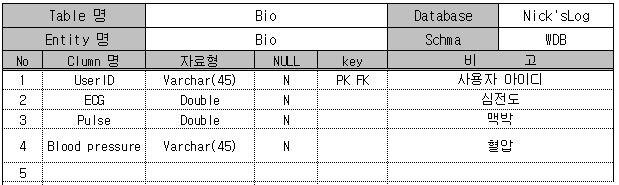 Table 명 Bio Database Nick'sLog
Entity 명 Bio Schma WDB
No Clumn 명 자료형 NULL key 비 고
1 UserID Varchar(45) N PK FK 사용자 아이디
2 ECG Double N 심전도
3 Pulse Double N 맥박
4 Blood pressure Varchar(45) N 혈압
5